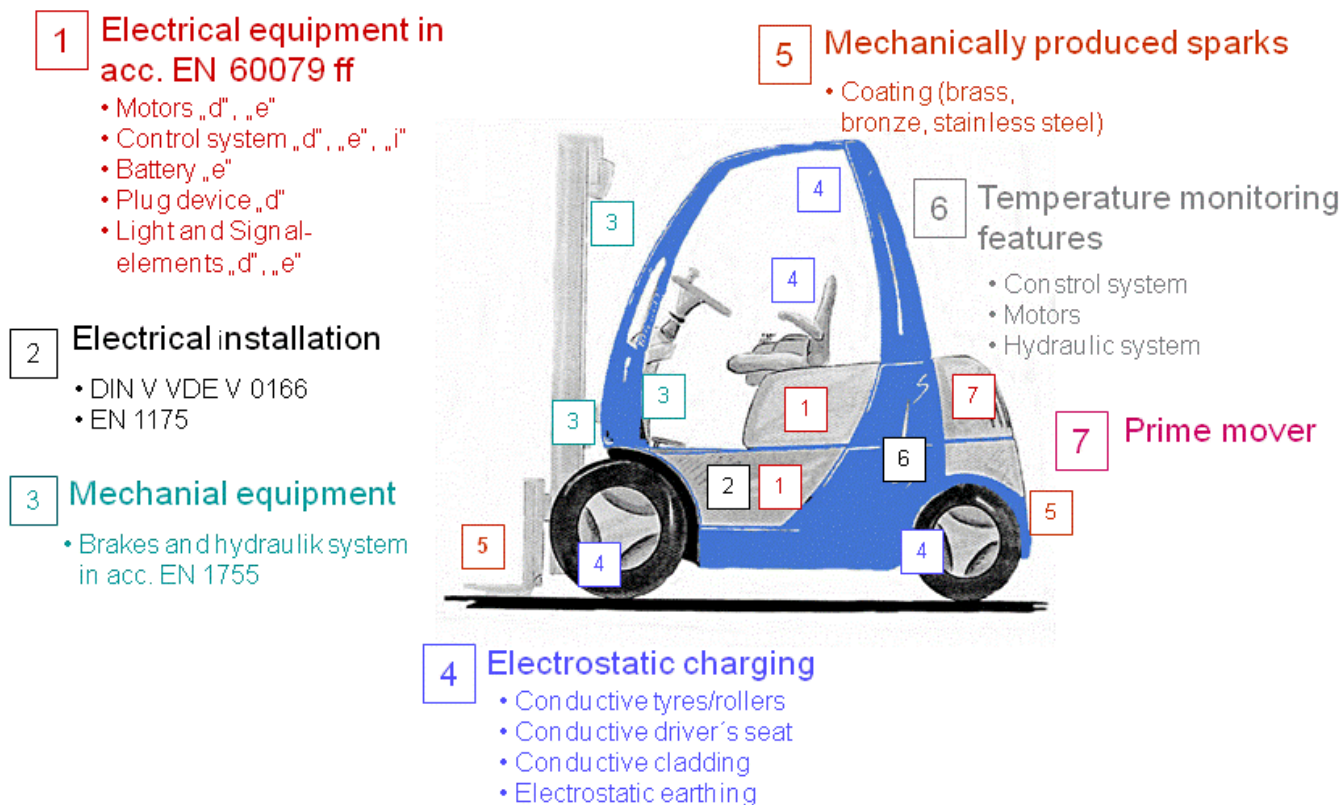 1
Electrical equipment in
acc. EN 60079 ff
• Motors „d", „e"
• Control system „d", „e", „i"
• Battery „e"
• Plug device „d"
• Light and Signal-
elements „d", „e"
2
Electrical installation
• DIN V VDE V 0166
• EN 1175
3
Mechanial equipment
• Brakes and hydraulik system
in acc. EN 1755
4
Electrostatic charging
• Conductive tyres/rollers
• Conductive driver´s seat
• Conductive cladding
• Electrostatic earthing
5
Mechanically produced sparks
• Coating (brass,
bronze, stainless steel)
6
Temperature monitoring
features
• Constrol system
• Motors
• Hydraulic system
7
Prime mover
4
3
4
3
3
1
7
6
2
1
5
5
4
4